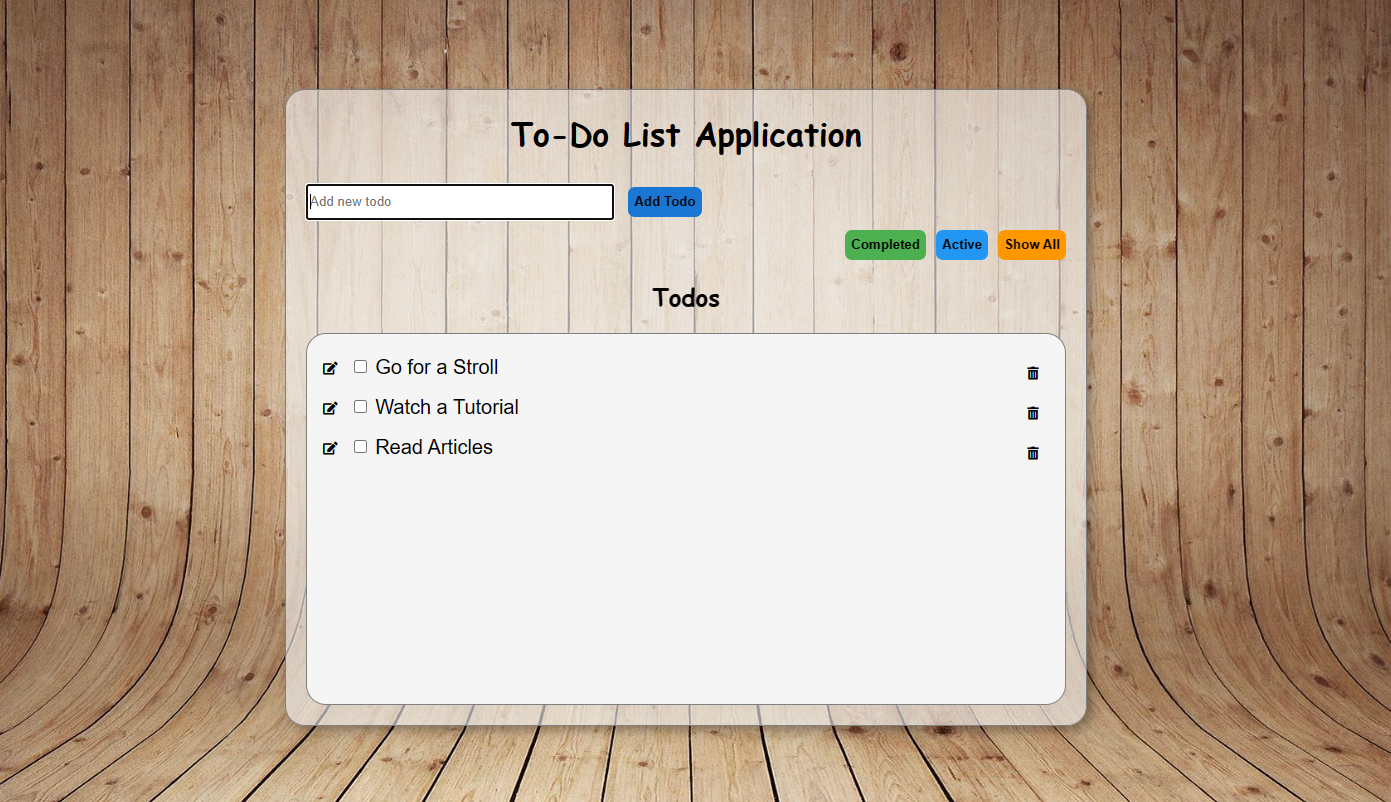 To-Do List Application
Add new todo
Add Todo
Completed
Active
Show All
Todos
Go for a Stroll
Watch a Tutorial
Read Articles